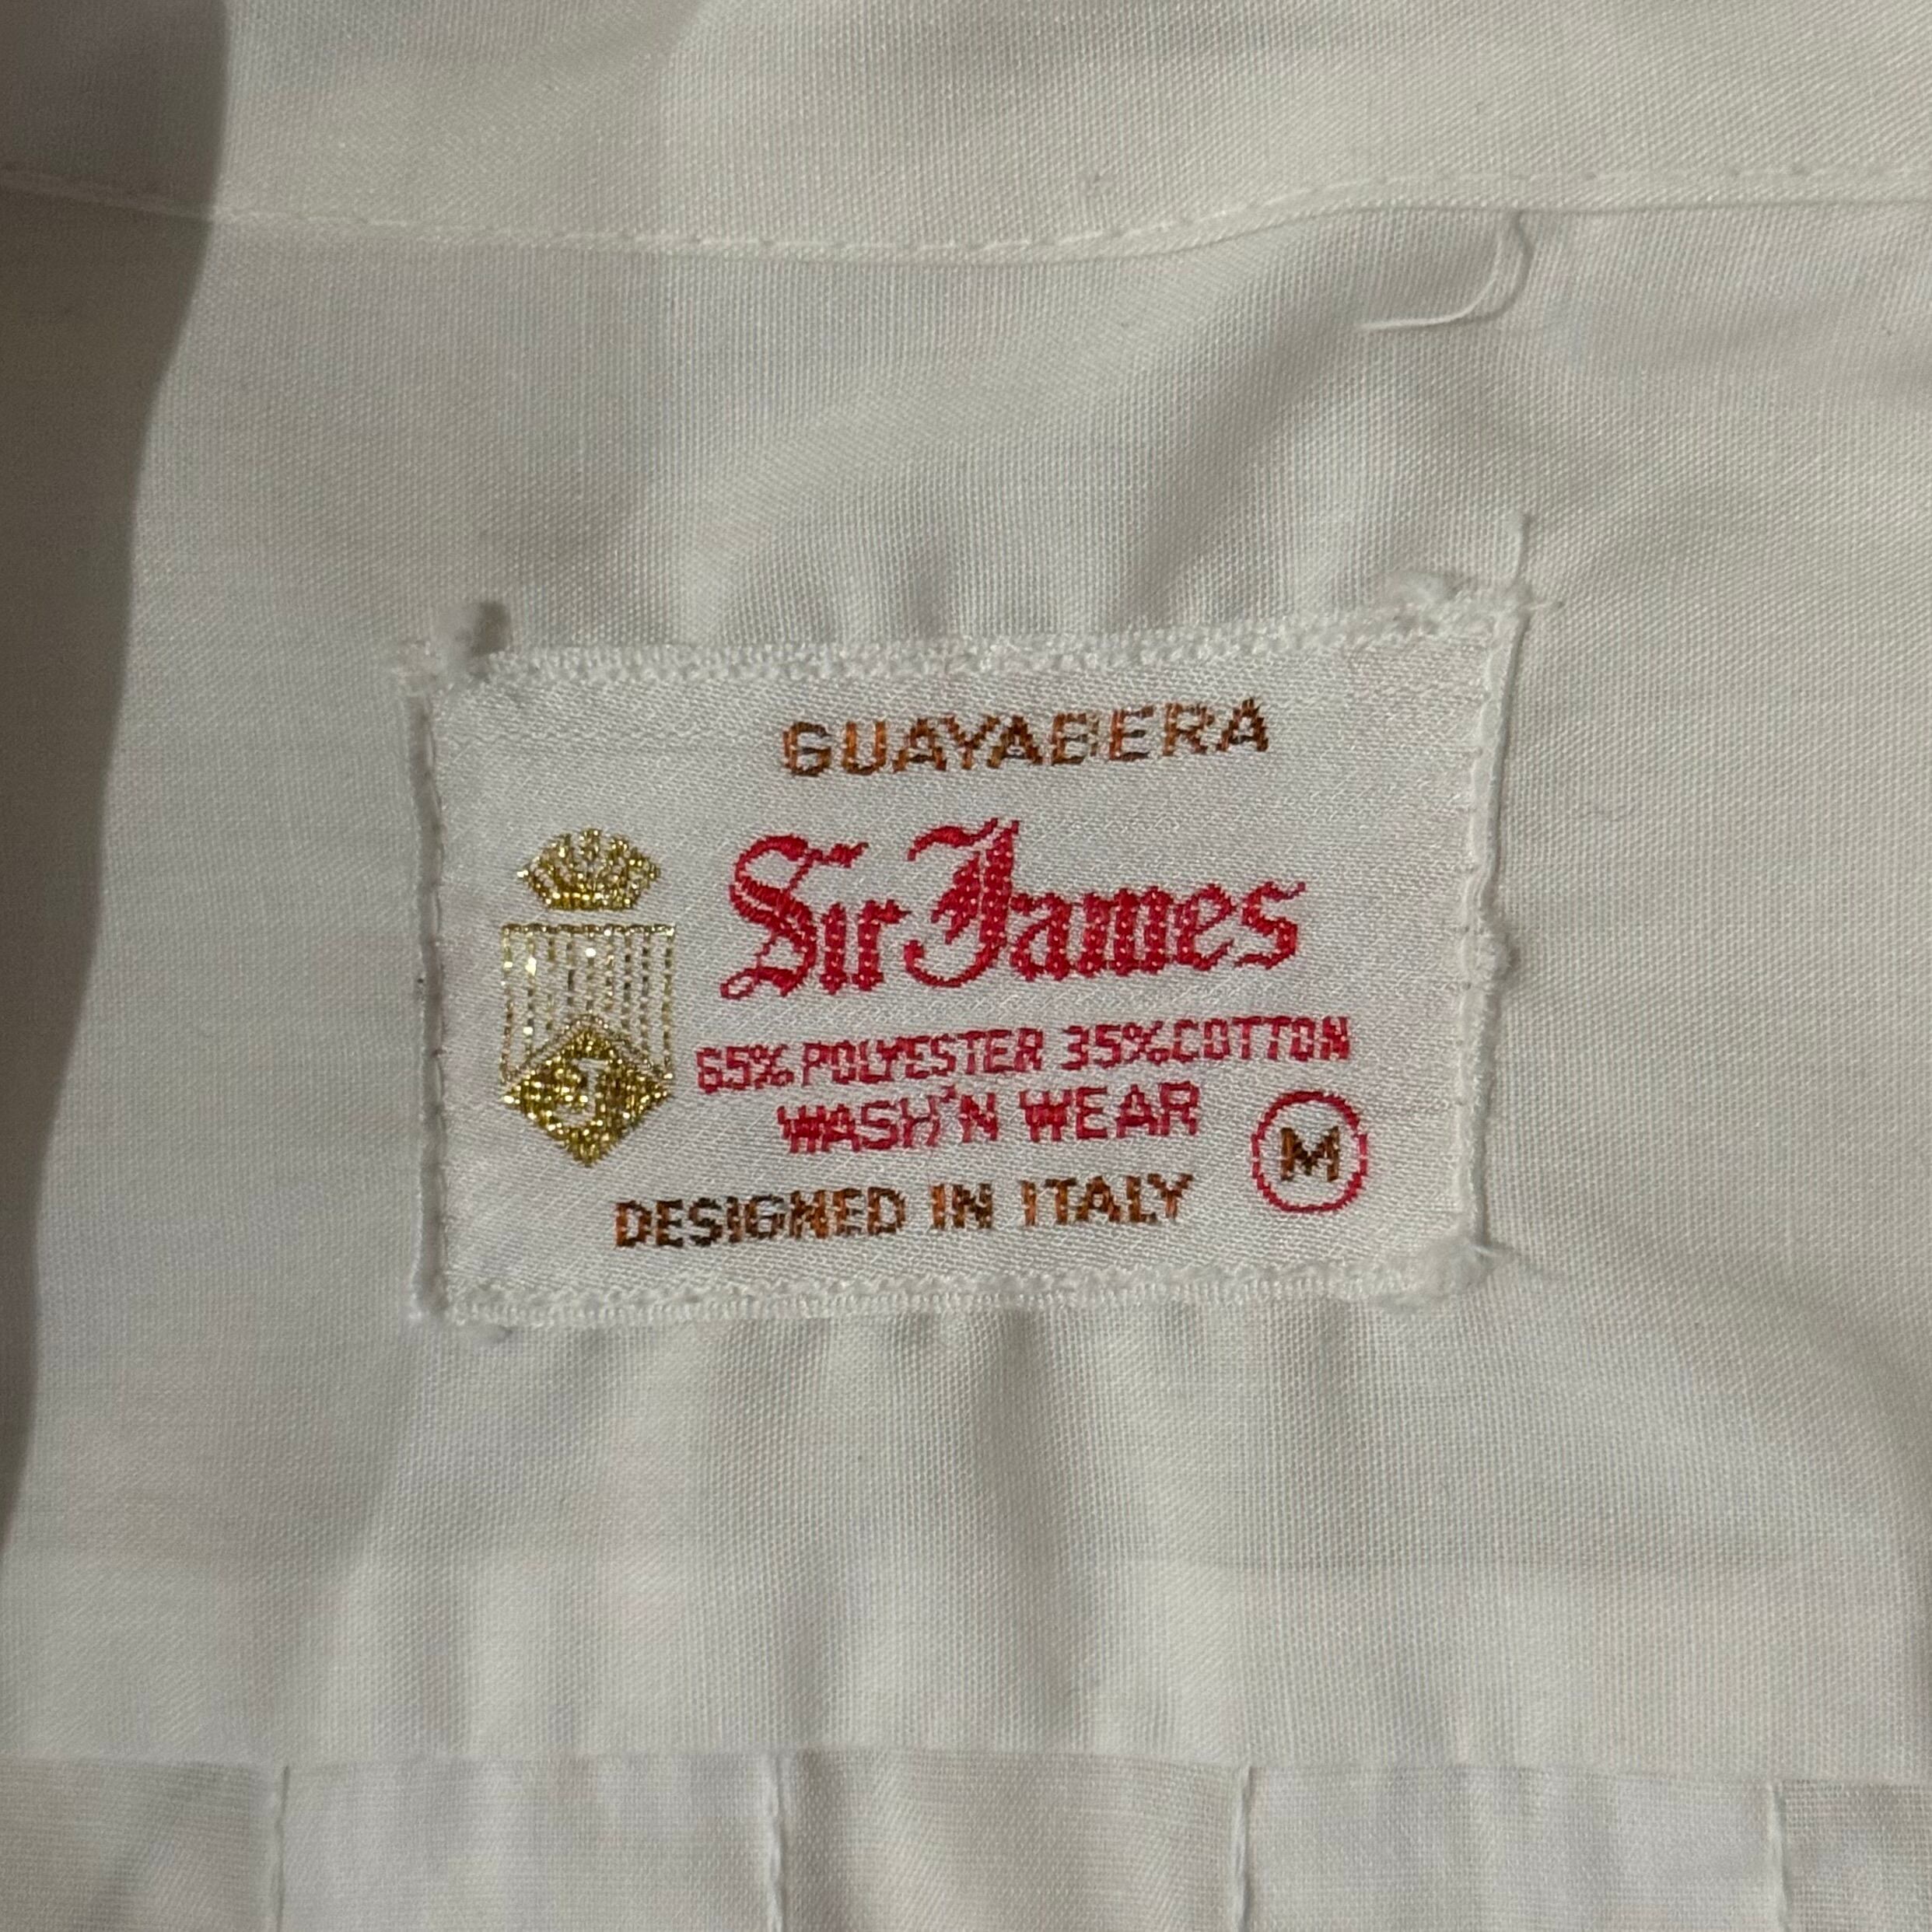 GUAYABERA
Sir James
65% POLYESTER 35% COTTON
WASH'N WEAR
M
DESIGNED IN ITALY
J